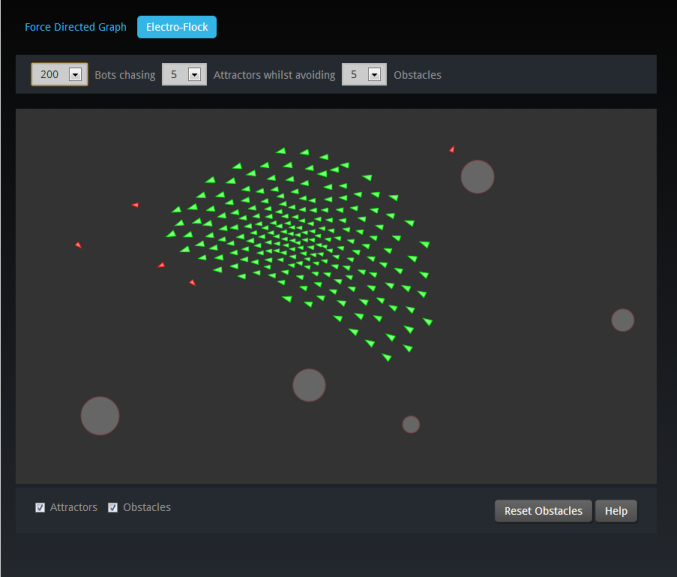 Force Directed Graph Electro-Flock
200 Bots chasing 5 Attractors whilst avoiding 5 Obstacles
Attractors Obstacles Reset Obstacles Help